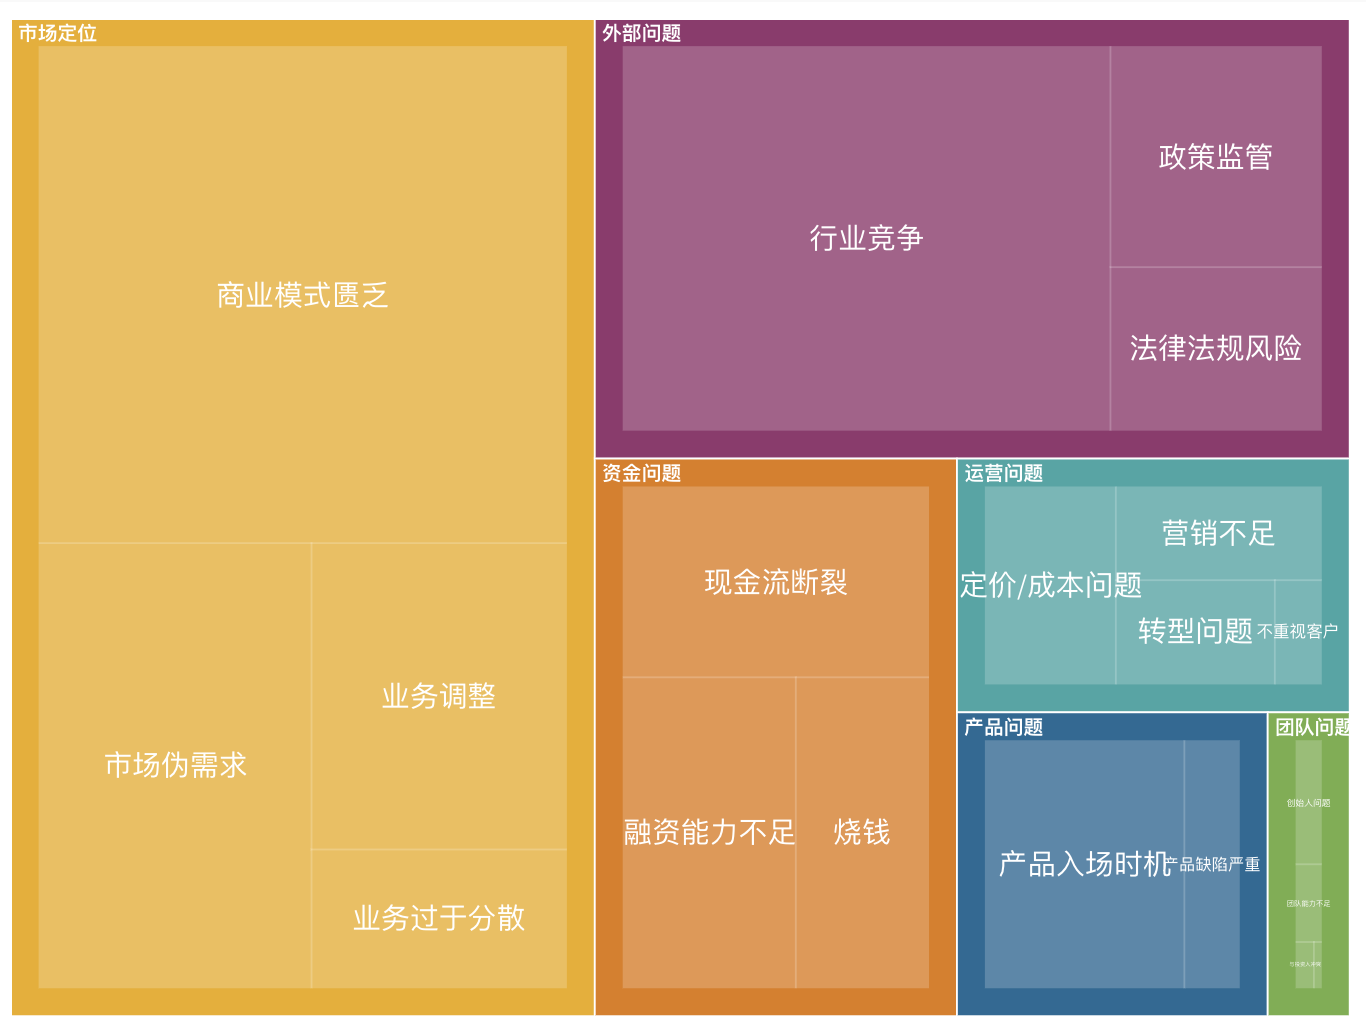 市场定位
商业模式匮乏
市场伪需求
业务调整
业务过于分散
外部问题
行业竞争
政策监管
法律法规风险
资金问题
现金流断裂
融资能力不足
烧钱
运营问题
定价/成本问题
营销不足
转型问题
不重视客户
产品问题
产品入场时机
产品缺陷严重
团队问题
创始人问题
团队能力不足